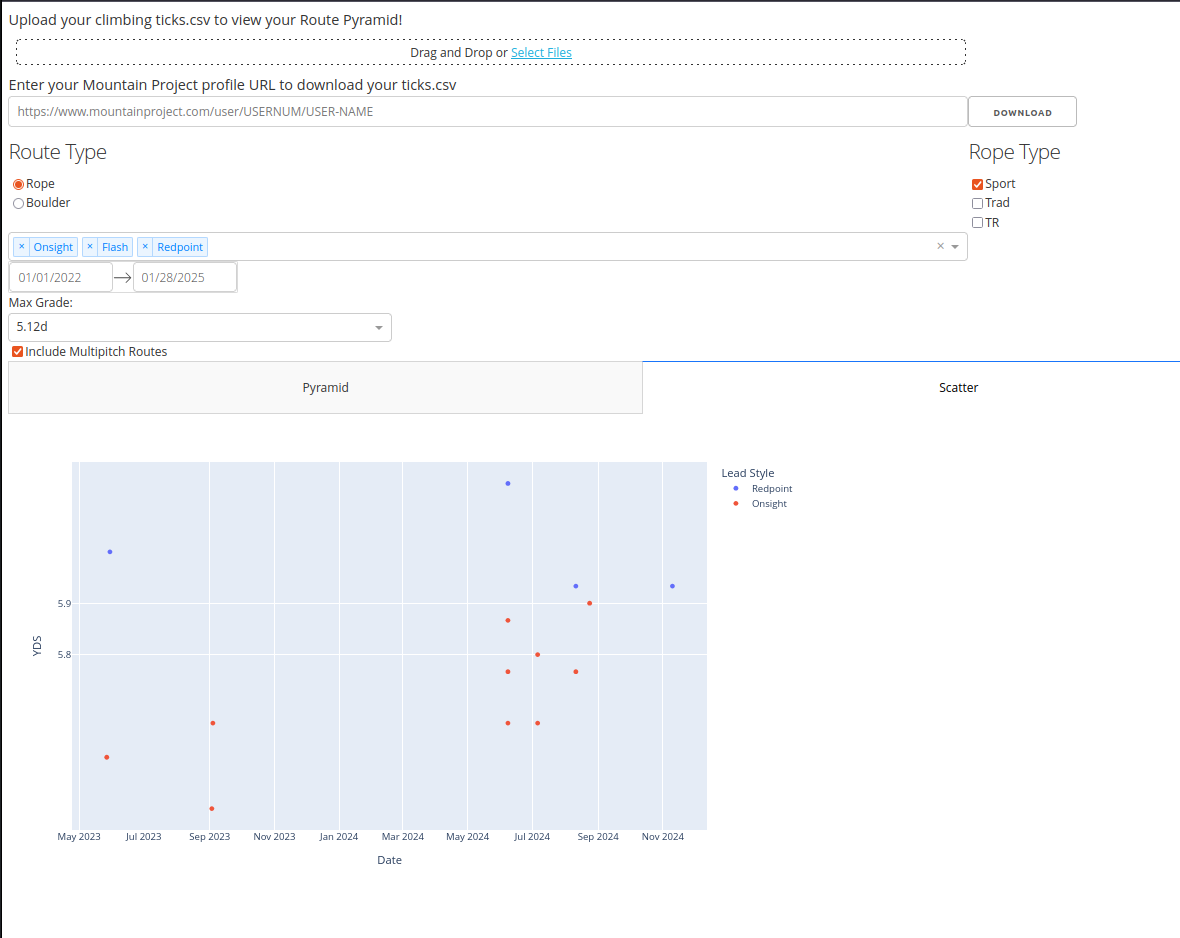 Upload your climbing ticks.csv to view your Route Pyramid!
Drag and Drop or Select Files
Enter your Mountain Project profile URL to download your ticks.csv
https://www.mountainproject.com/user/USERNUM/USER-NAME
DOWNLOAD
Route Type
Rope
Boulder
Rope Type
Sport
Trad
TR
× Onsight × Flash × Redpoint ×
01/01/2022 → 01/28/2025
Max Grade:
5.12d
Include Multipitch Routes
Pyramid
Scatter
Lead Style
Redpoint
Onsight
YDS
5.9
5.8
May 2023 Jul 2023 Sep 2023 Nov 2023 Jan 2024 Mar 2024 May 2024 Jul 2024 Sep 2024 Nov 2024
Date